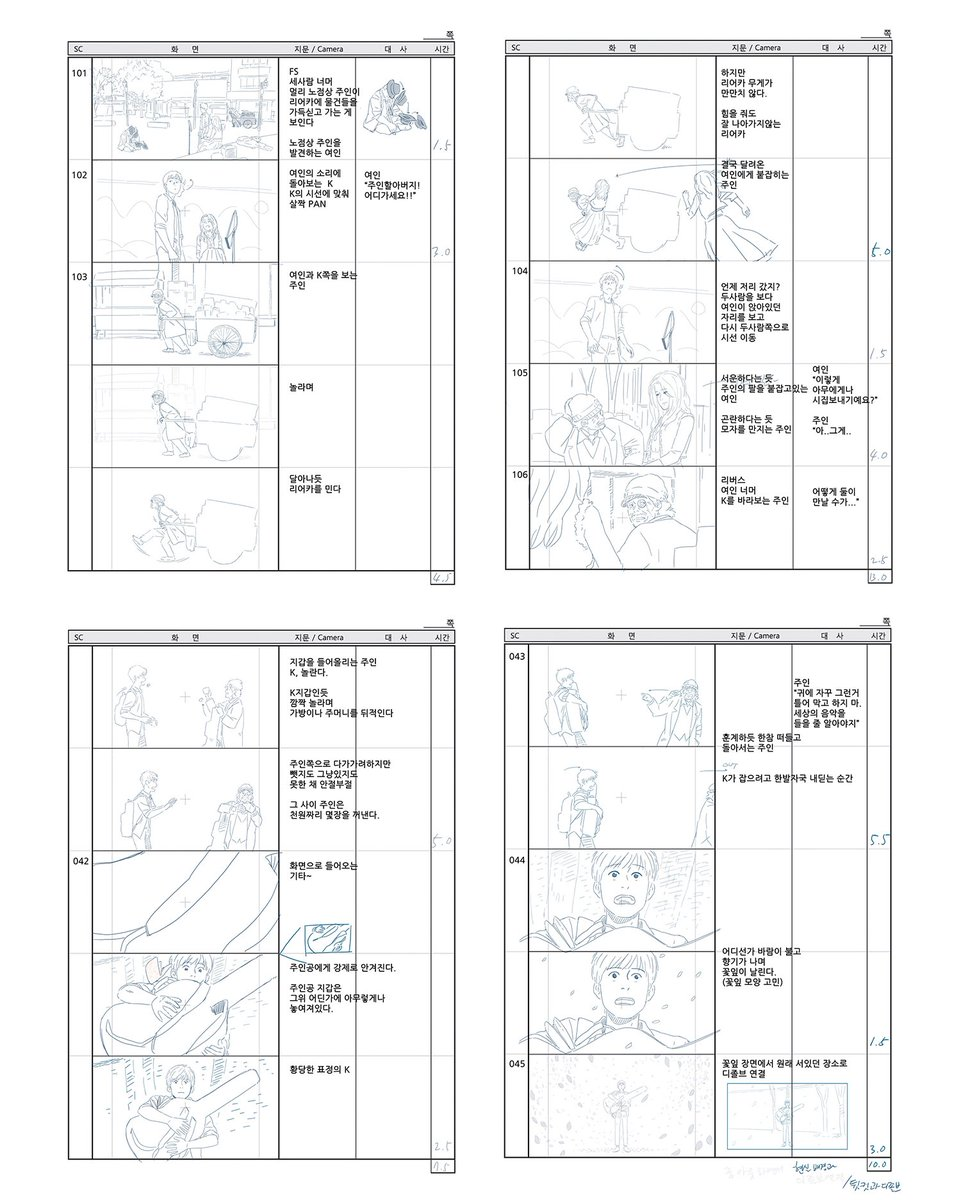 쪽
SC 화 면 지문 / Camera 대 사 시간
101
FS
세사람 너머
멀리 노점상 주인이
리어카에 물건들을
가득싣고 가는 게
보인다
노점상 주인을
발견하는 여인
1.5
102
여인의 소리에
돌아보는 K
K의 시선에 맞춰
살짝 PAN
여인
"주인할아버지!
어디가세요!!"
3.0
103
여인과 K쪽을 보는
주인
놀라며
달아나듯
리어카를 민다
4.5
쪽
SC 화 면 지문 / Camera 대 사 시간
하지만
리어카 무게가
만만치 않다.
힘을 줘도
잘 나아가지않는
리어카
결국 달려온
여인에게 붙잡히는
주인
5.0
104
언제 저리 갔지?
두사람을 보다
여인이 앉아있던
자리를 보고
다시 두사람쪽으로
시선 이동
1.5
105
서운하다는 듯
주인의 팔을 붙잡고있는
여인
곤란하다는 듯
모자를 만지는 주인
여인
"이렇게
아무에게나
시집보내기예요?"
주인
"아..그게..
4.0
106
리버스
여인 너머
K를 바라보는 주인
어떻게 둘이
만날 수가..."
2.5
13.0
쪽
SC 화 면 지문 / Camera 대 사 시간
지갑을 들어올리는 주인
K, 놀란다.
K지갑인듯
깜짝 놀라며
가방이나 주머니를 뒤적인다
주인쪽으로 다가가려하지만
뺏지도 그냥있지도
못한 채 안절부절
그 사이 주인은
천원짜리 몇장을 꺼낸다.
5.0
042
화면으로 들어오는
기타~
주인공에게 강제로 안겨진다.
주인공 지갑은
그위 어딘가에 아무렇게나
놓여져있다.
황당한 표정의 K
2.5
7.5
쪽
SC 화 면 지문 / Camera 대 사 시간
043
주인
"귀에 자꾸 그런거
틀어 막고 하지 마.
세상의 음악을
들을 줄 알아야지"
훈계하듯 한참 떠들고
돌아서는 주인
OUT
K가 잡으려고 한발자국 내딛는 순간
5.5
044
어디선가 바람이 불고
향기가 나며
꽃잎이 날린다.
(꽃잎 모양 고민)
1.5
045
꽃잎 장면에서 원래 서있던 장소로
디졸브 연결
3.0
10.0